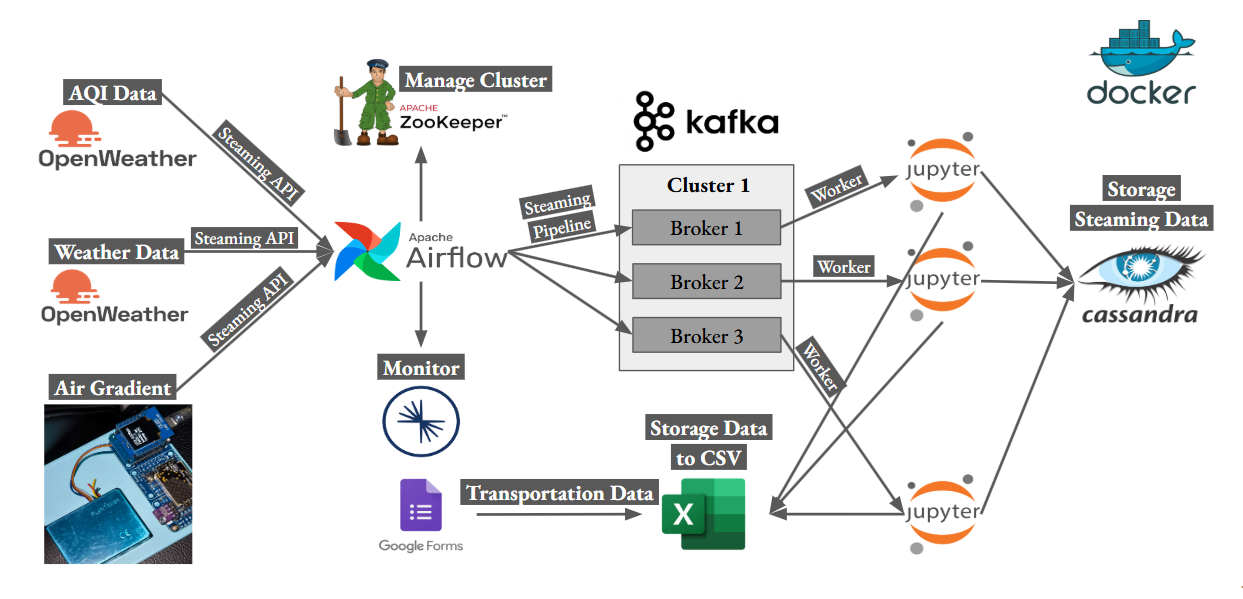 AQI Data
OpenWeather
Steaming API
Weather Data
Steaming API
OpenWeather
Steaming API
Air Gradient
Manage Cluster
APACHE
ZooKeeper™
Apache
Airflow
Monitor
Google Forms
Transportation Data
Steaming
Pipeline
kafka
Cluster 1
Broker 1
Broker 2
Broker 3
Worker
Worker
Worker
Storage Data
to CSV
X
jupyter
jupyter
jupyter
docker
Storage
Steaming Data
cassandra